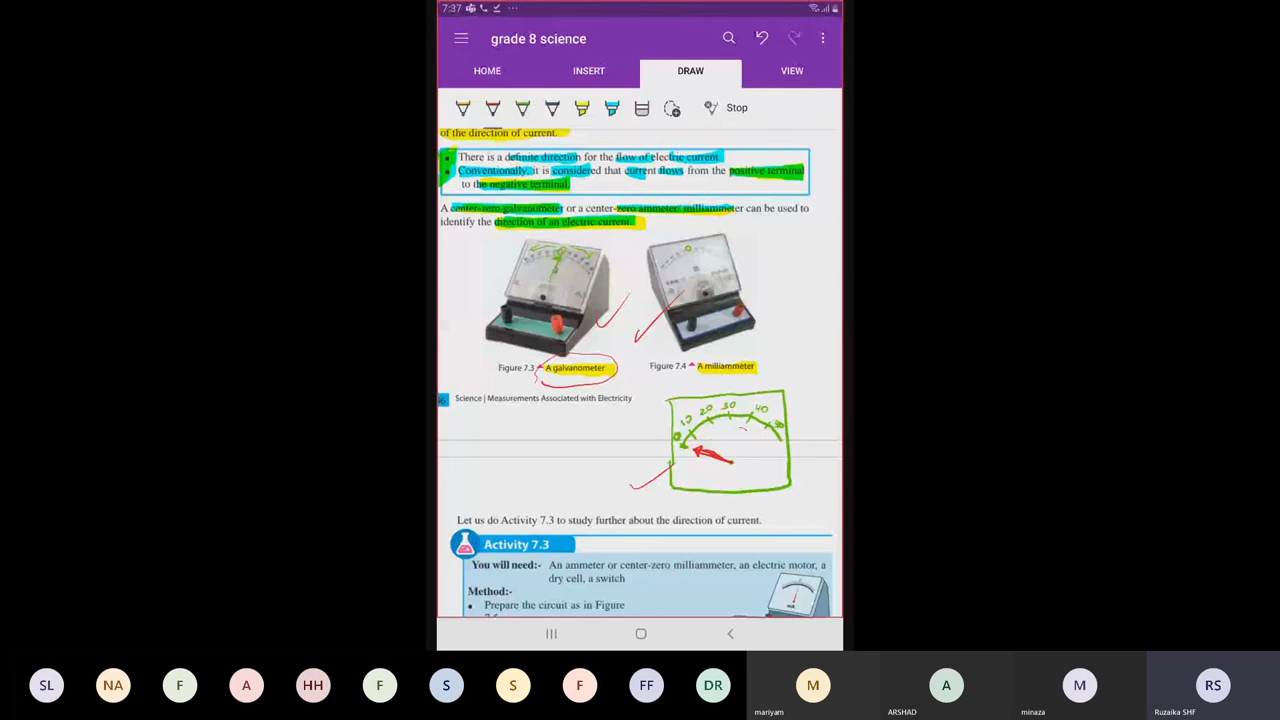 7:37
grade 8 science
HOME INSERT DRAW VIEW
Stop
of the direction of current.
There is a definite direction for the flow of electric current.
Conventionally, it is considered that current flows from the positive terminal
to the negative terminal.
A center-zero galvanometer or a center-zero ammeter/ milliammeter can be used to
identify the direction of an electric current.
Figure 7.3 A galvanometer
Figure 7.4 A milliammeter
Science | Measurements Associated with Electricity
0 10 20 30 40
Let us do Activity 7.3 to study further about the direction of current.
Activity 7.3
You will need:- An ammeter or center-zero milliammeter, an electric motor, a
dry cell, a switch
Method:-
Prepare the circuit as in Figure
SL NA F A HH F S S F FF DR M A M RS
mariyam ARSHAD minaza Ruzaika SHF